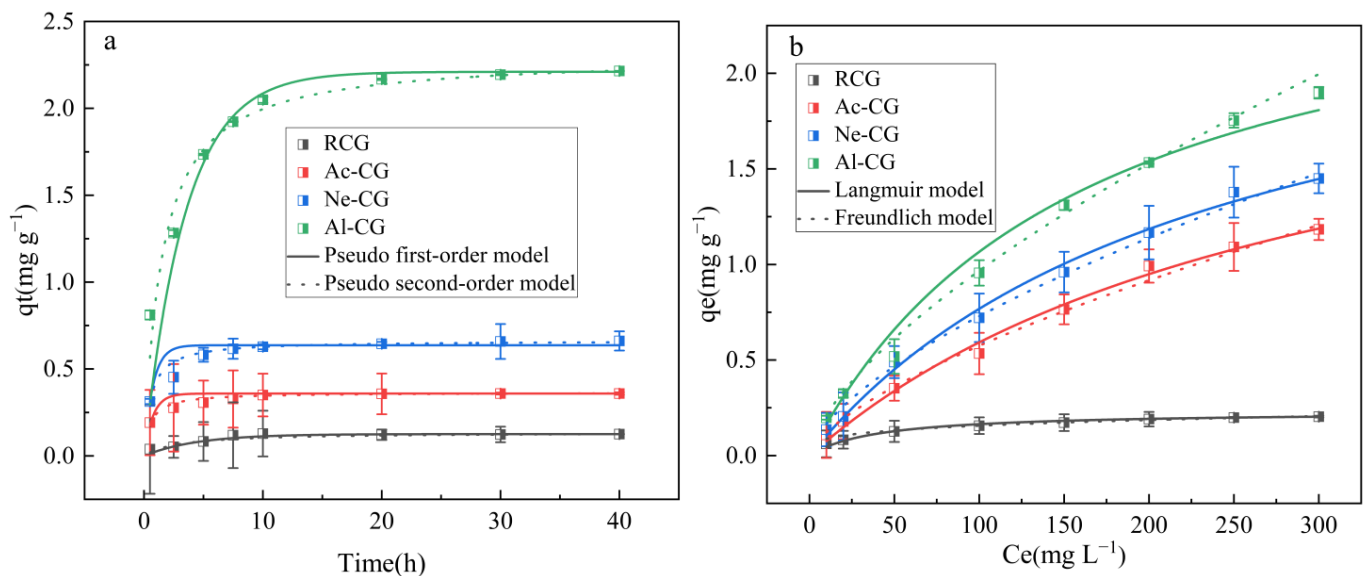 a
2.5
2.0
1.5
1.0
0.5
0.0
qt(mg g⁻¹)
RCG
Ac-CG
Ne-CG
Al-CG
Pseudo first-order model
Pseudo second-order model
0
10
20
30
40
Time(h)
b
2.0
1.5
1.0
0.5
0.0
qe(mg g⁻¹)
RCG
Ac-CG
Ne-CG
Al-CG
Langmuir model
Freundlich model
0
50
100
150
200
250
300
Ce(mg L⁻¹)